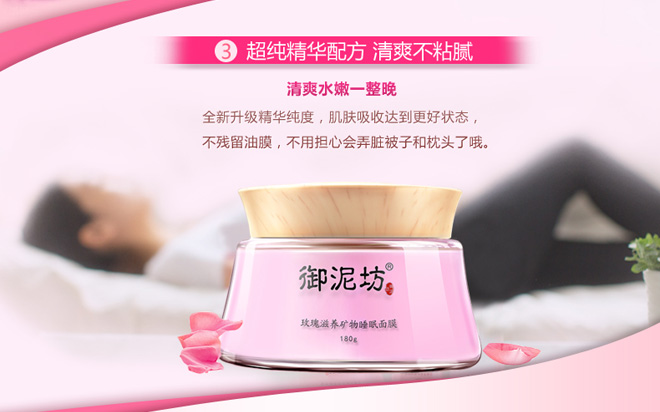 3 超纯精华配方 清爽不粘腻
清爽水嫩一整晚
全新升级精华纯度，肌肤吸收达到更好状态，
不残留油膜，不用担心会弄脏被子和枕头了哦。
御泥坊®
玫瑰滋养矿物睡眠面膜
180g